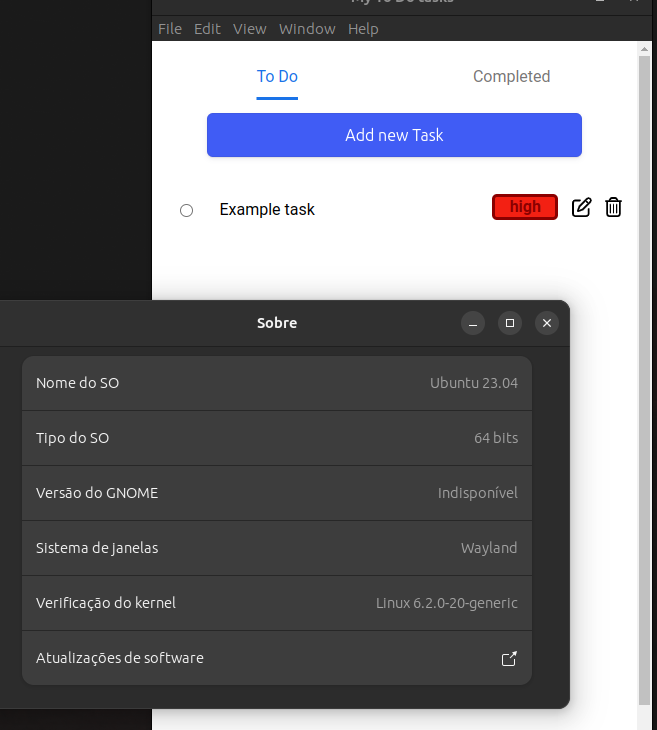 My To Do tasks
File Edit View Window Help
To Do Completed
Add new Task
Example task high
Sobre
Nome do SO Ubuntu 23.04
Tipo do SO 64 bits
Versão do GNOME Indisponível
Sistema de janelas Wayland
Verificação do kernel Linux 6.2.0-20-generic
Atualizações de software